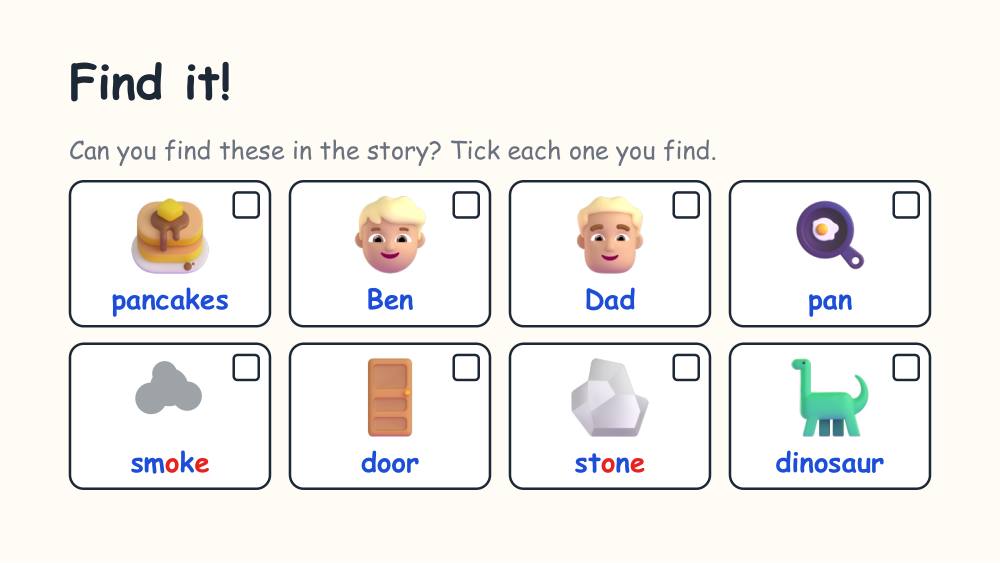 Find it!
Can you find these in the story? Tick each one you find.
pancakes
Ben
Dad
pan
smoke
door
stone
dinosaur